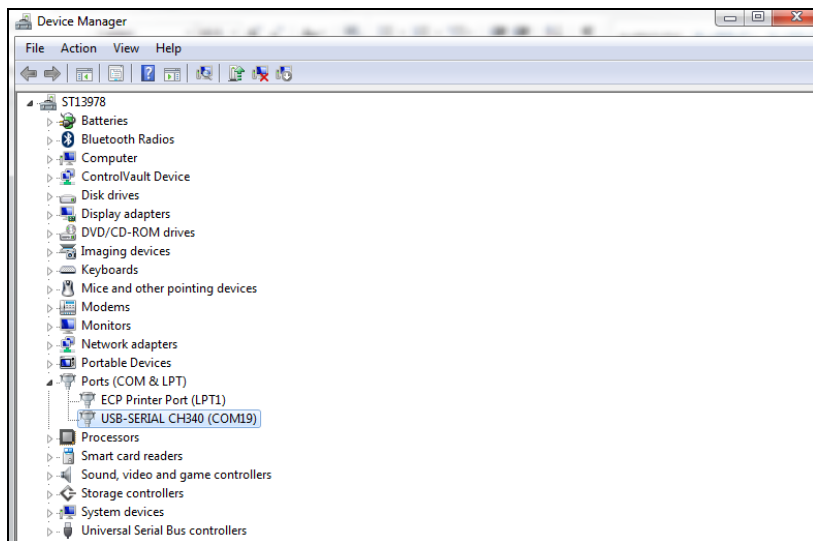 Device Manager
File Action View Help
ST13978
Batteries
Bluetooth Radios
Computer
ControlVault Device
Disk drives
Display adapters
DVD/CD-ROM drives
Imaging devices
Keyboards
Mice and other pointing devices
Modems
Monitors
Network adapters
Portable Devices
Ports (COM & LPT)
ECP Printer Port (LPT1)
USB-SERIAL CH340 (COM19)
Processors
Smart card readers
Sound, video and game controllers
Storage controllers
System devices
Universal Serial Bus controllers